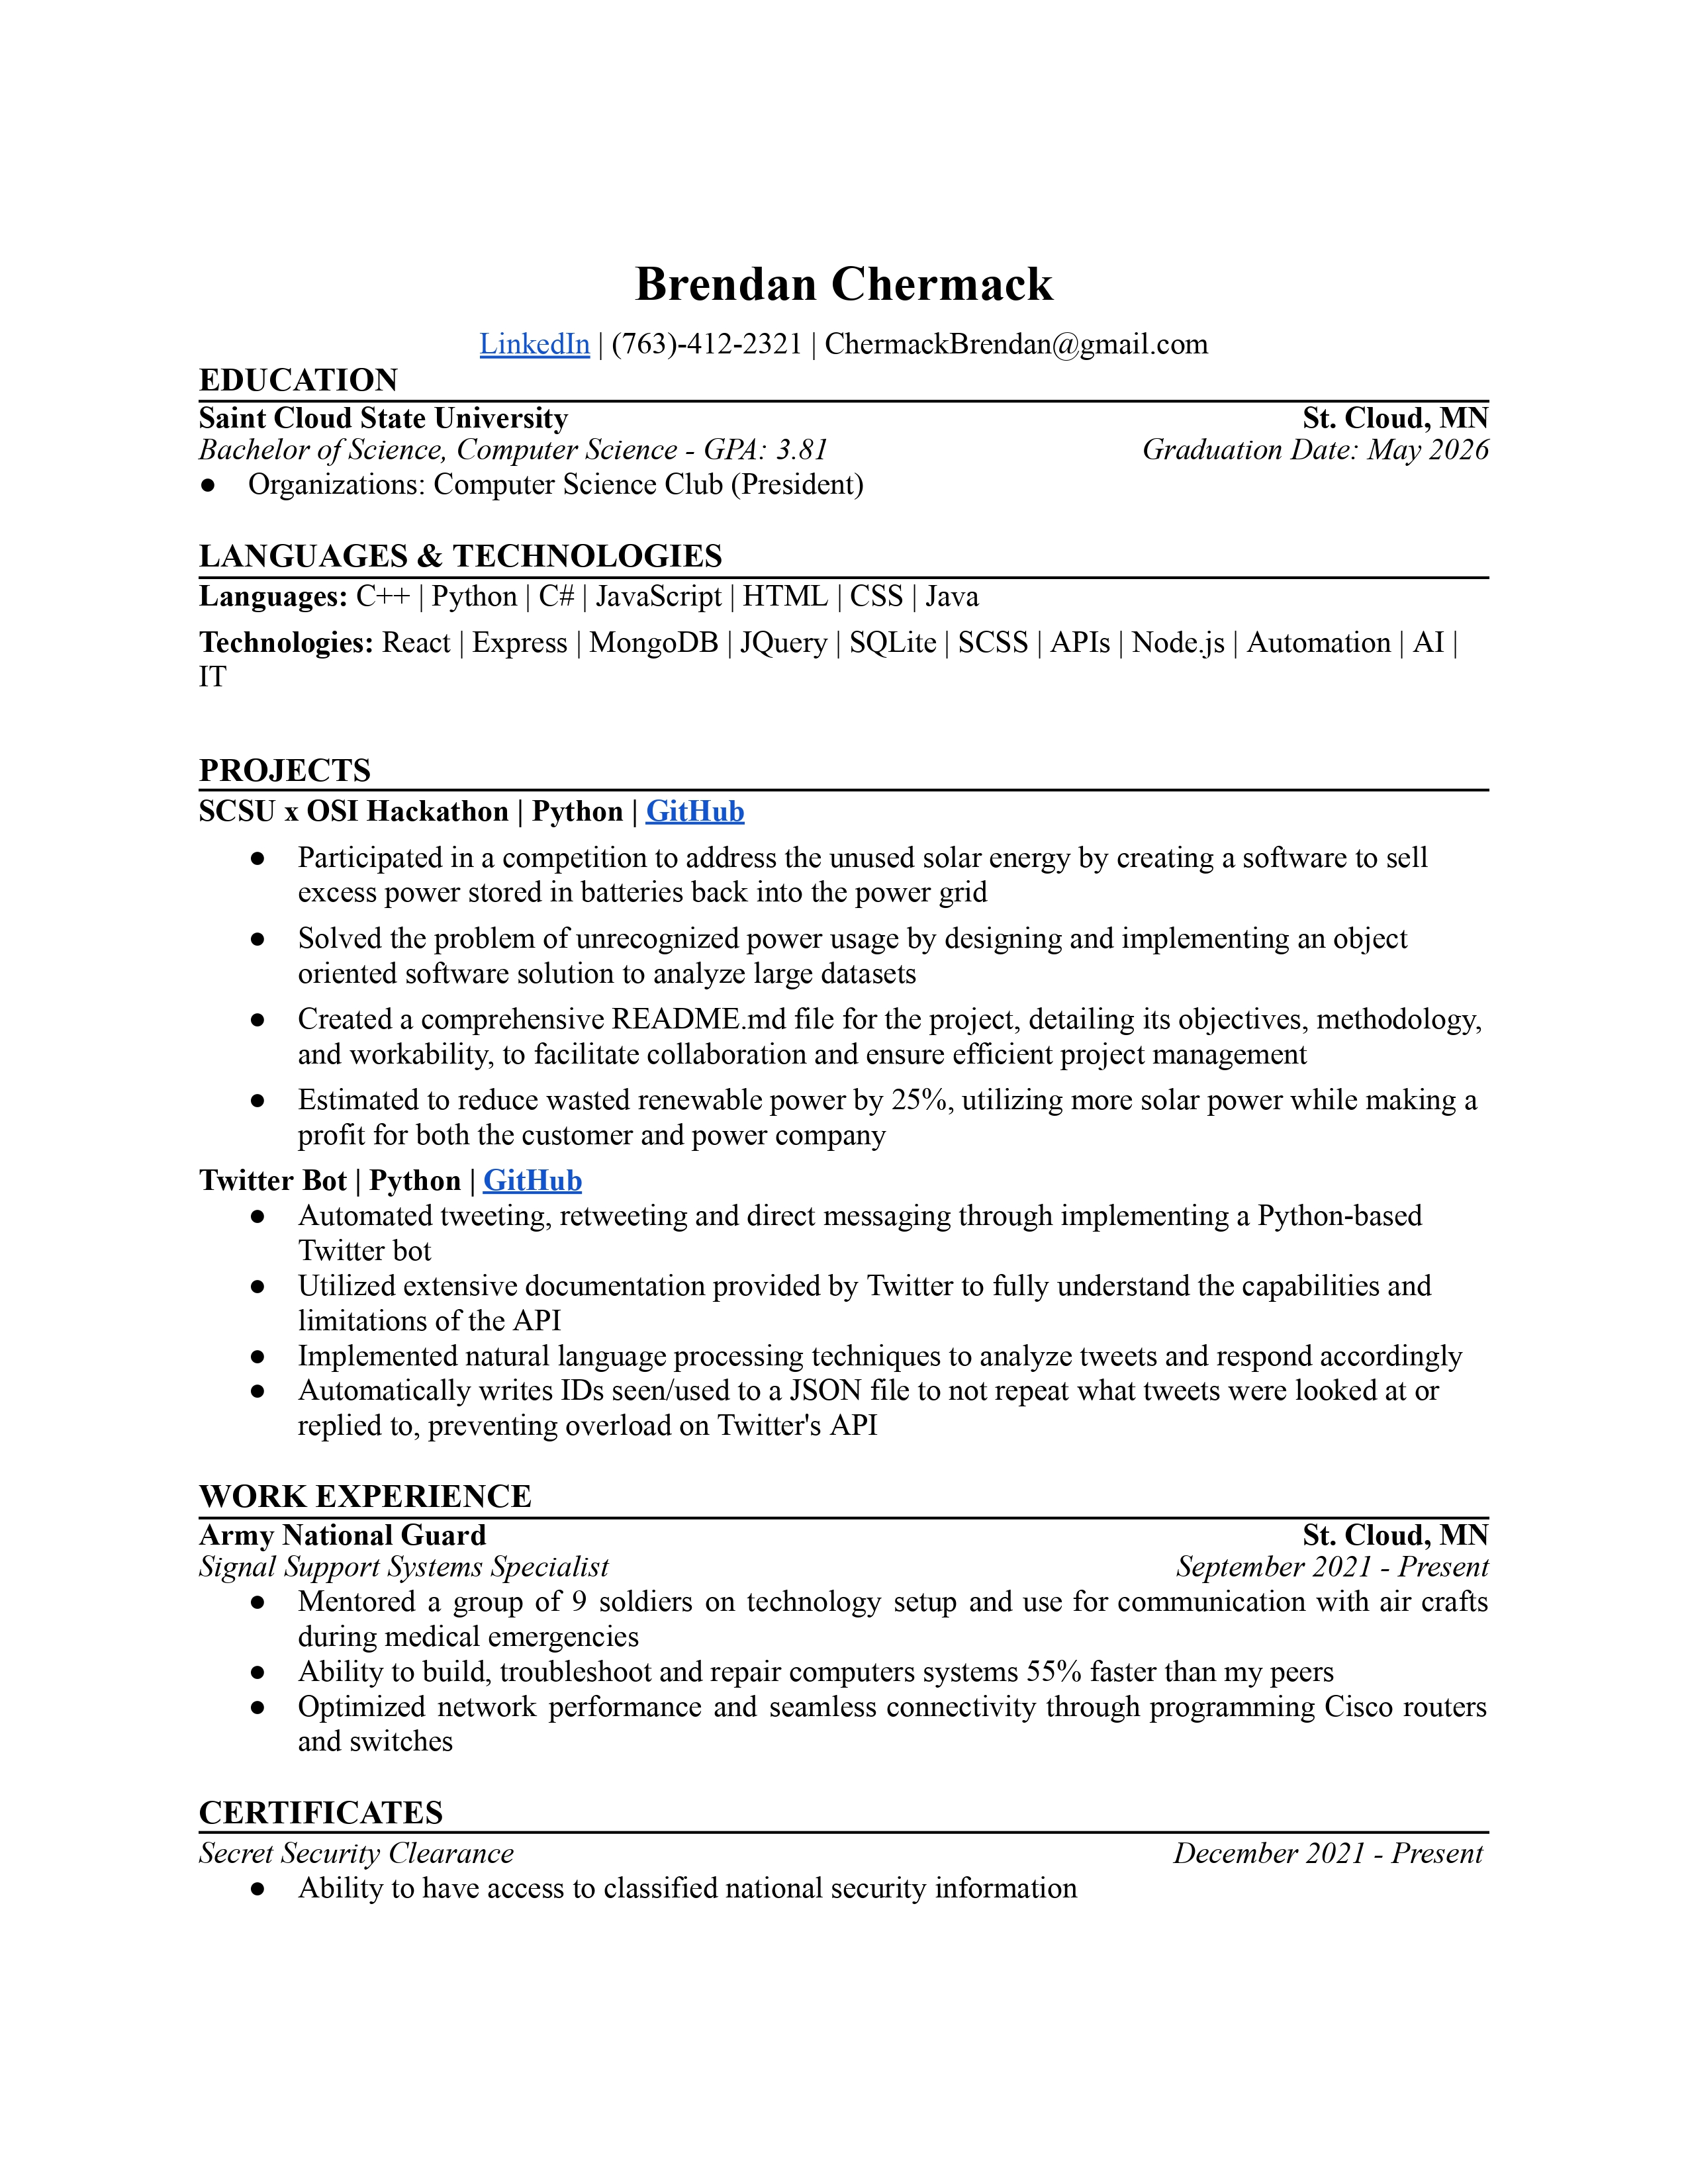 Brendan Chermack
LinkedIn | (763)-412-2321 | ChermackBrendan@gmail.com
EDUCATION
Saint Cloud State University St. Cloud, MN
Bachelor of Science, Computer Science - GPA: 3.81 Graduation Date: May 2026
● Organizations: Computer Science Club (President)
LANGUAGES & TECHNOLOGIES
Languages: C++ | Python | C# | JavaScript | HTML | CSS | Java
Technologies: React | Express | MongoDB | JQuery | SQLite | SCSS | APIs | Node.js | Automation | AI |
IT
PROJECTS
SCSU x OSI Hackathon | Python | GitHub
● Participated in a competition to address the unused solar energy by creating a software to sell
excess power stored in batteries back into the power grid
● Solved the problem of unrecognized power usage by designing and implementing an object
oriented software solution to analyze large datasets
● Created a comprehensive README.md file for the project, detailing its objectives, methodology,
and workability, to facilitate collaboration and ensure efficient project management
● Estimated to reduce wasted renewable power by 25%, utilizing more solar power while making a
profit for both the customer and power company
Twitter Bot | Python | GitHub
● Automated tweeting, retweeting and direct messaging through implementing a Python-based
Twitter bot
● Utilized extensive documentation provided by Twitter to fully understand the capabilities and
limitations of the API
● Implemented natural language processing techniques to analyze tweets and respond accordingly
● Automatically writes IDs seen/used to a JSON file to not repeat what tweets were looked at or
replied to, preventing overload on Twitter's API
WORK EXPERIENCE
Army National Guard St. Cloud, MN
Signal Support Systems Specialist September 2021 - Present
● Mentored a group of 9 soldiers on technology setup and use for communication with air crafts
during medical emergencies
● Ability to build, troubleshoot and repair computers systems 55% faster than my peers
● Optimized network performance and seamless connectivity through programming Cisco routers
and switches
CERTIFICATES
Secret Security Clearance December 2021 - Present
● Ability to have access to classified national security information